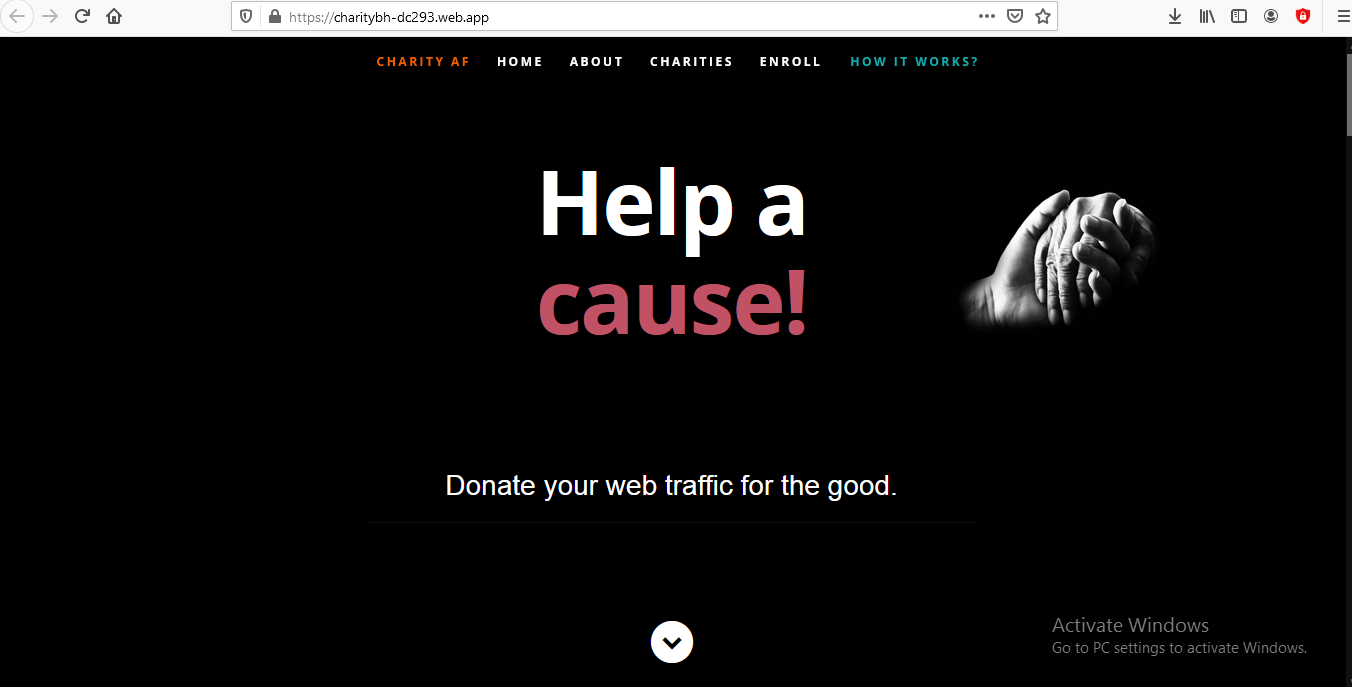 https://charitybh-dc293.web.app
CHARITY AF HOME ABOUT CHARITIES ENROLL HOW IT WORKS?
Help a
cause!
Donate your web traffic for the good.
Activate Windows
Go to PC settings to activate Windows.